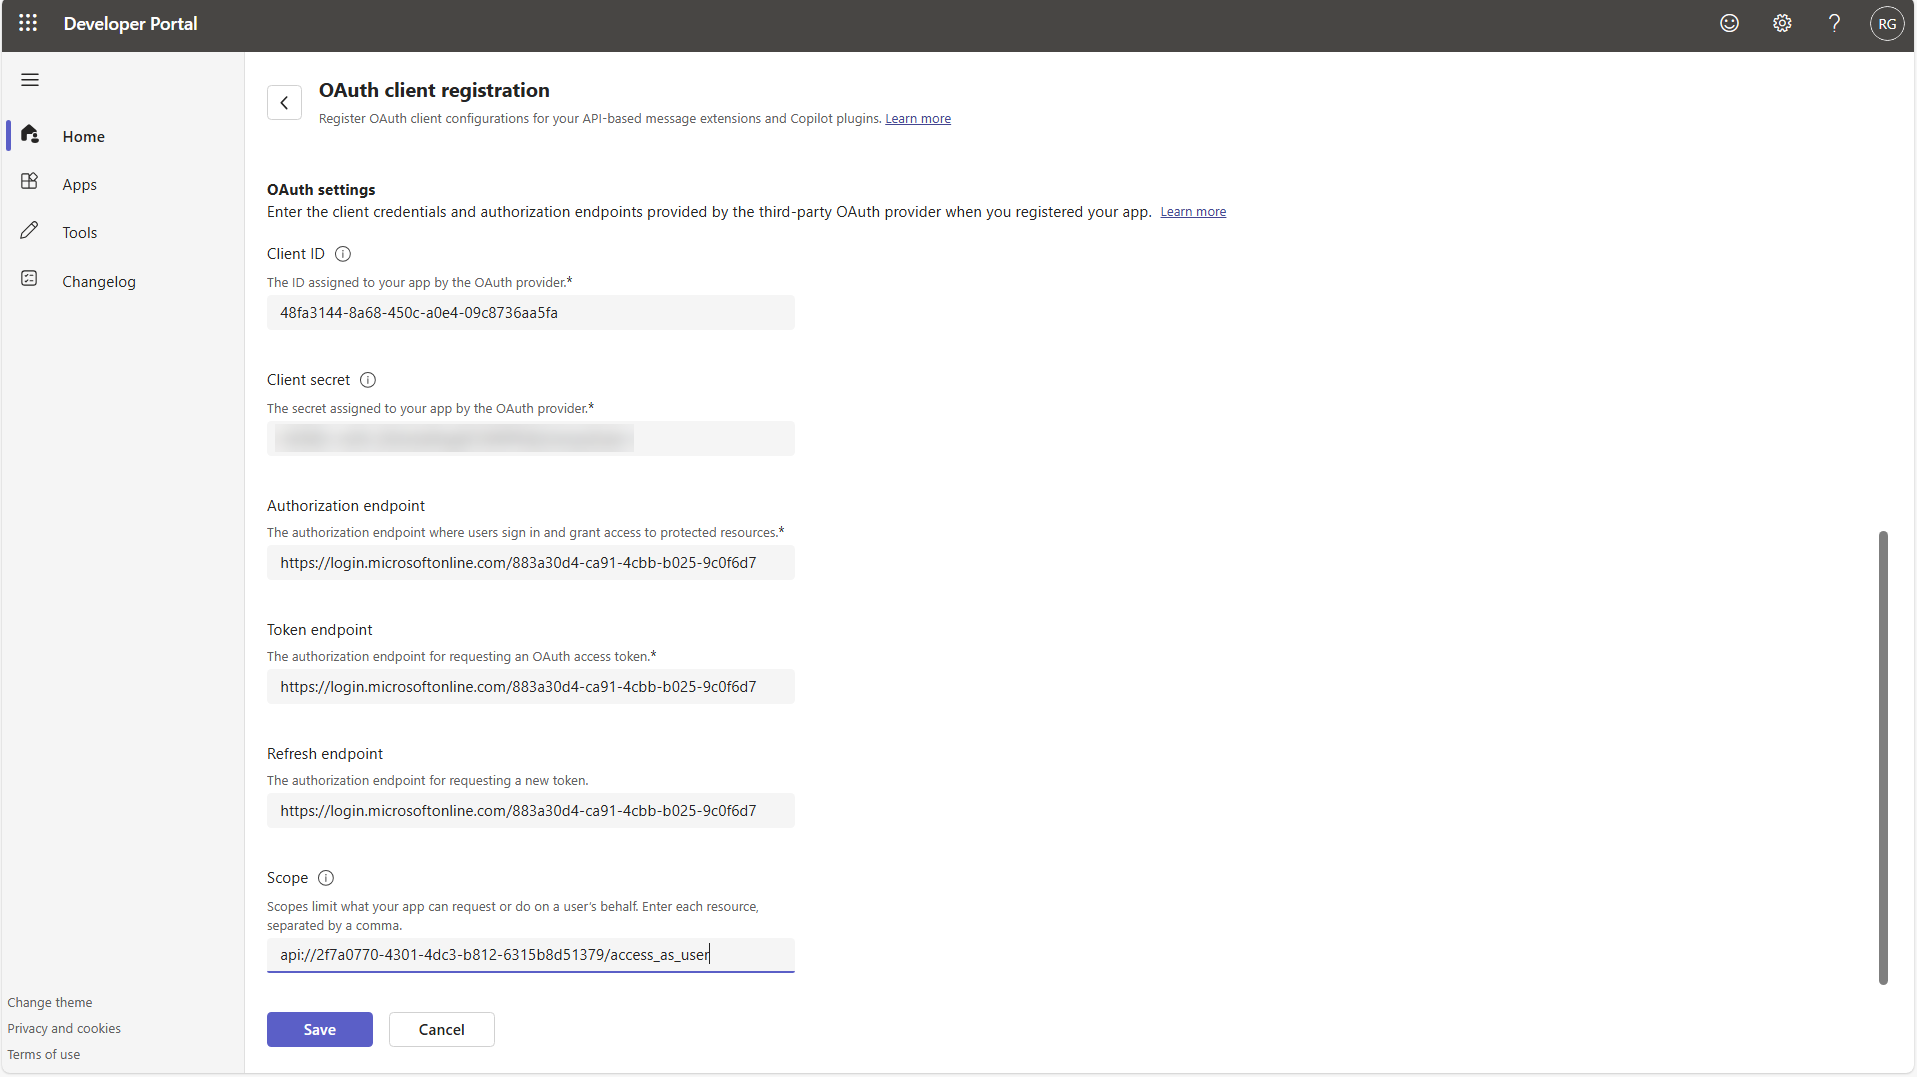 Developer Portal
RG
Home
Apps
Tools
Changelog
Change theme
Privacy and cookies
Terms of use
OAuth client registration
Register OAuth client configurations for your API-based message extensions and Copilot plugins. Learn more
OAuth settings
Enter the client credentials and authorization endpoints provided by the third-party OAuth provider when you registered your app. Learn more
Client ID
The ID assigned to your app by the OAuth provider.*
48fa3144-8a68-450c-a0e4-09c8736aa5fa
Client secret
The secret assigned to your app by the OAuth provider.*
Authorization endpoint
The authorization endpoint where users sign in and grant access to protected resources.*
https://login.microsoftonline.com/883a30d4-ca91-4cbb-b025-9c0f6d7
Token endpoint
The authorization endpoint for requesting an OAuth access token.*
https://login.microsoftonline.com/883a30d4-ca91-4cbb-b025-9c0f6d7
Refresh endpoint
The authorization endpoint for requesting a new token.
https://login.microsoftonline.com/883a30d4-ca91-4cbb-b025-9c0f6d7
Scope
Scopes limit what your app can request or do on a user's behalf. Enter each resource,
separated by a comma.
api://2f7a0770-4301-4dc3-b812-6315b8d51379/access_as_user
Save
Cancel